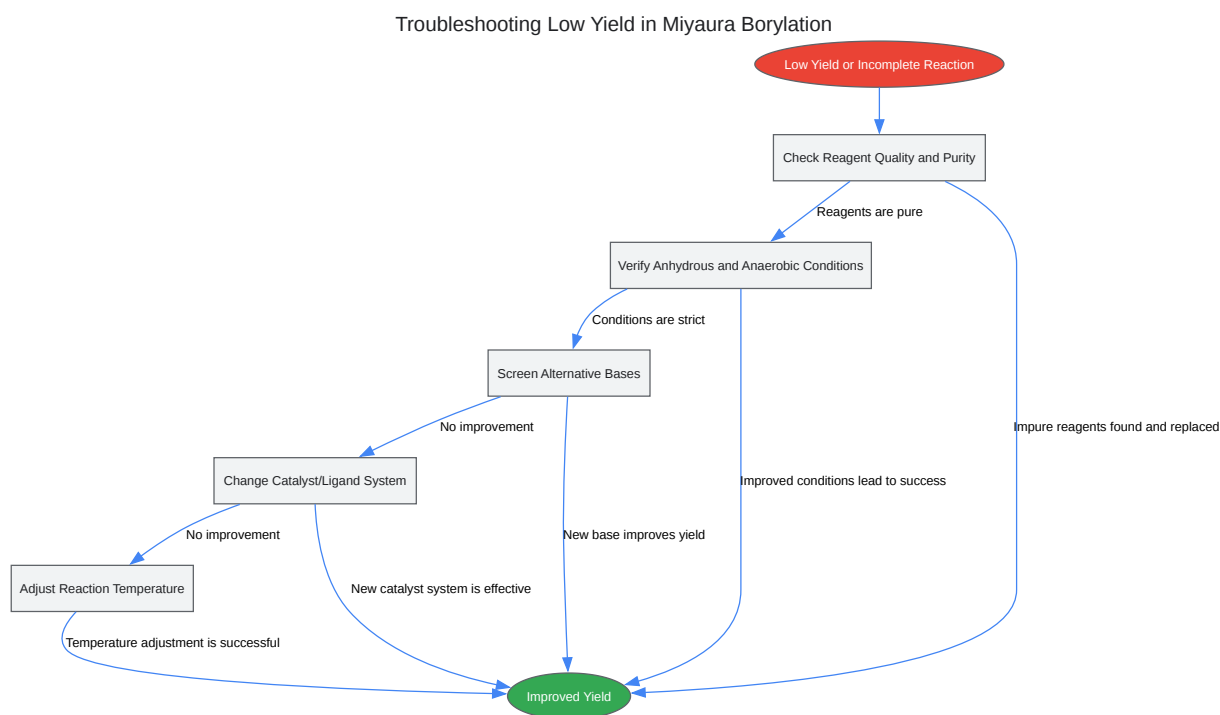 Troubleshooting Low Yield in Miyaura Borylation
Low Yield or Incomplete Reaction
Check Reagent Quality and Purity
Reagents are pure
Verify Anhydrous and Anaerobic Conditions
Conditions are strict
Screen Alternative Bases
No improvement
Impure reagents found and replaced
Change Catalyst/Ligand System
Improved conditions lead to success
No improvement
New base improves yield
Adjust Reaction Temperature
New catalyst system is effective
Temperature adjustment is successful
Improved Yield